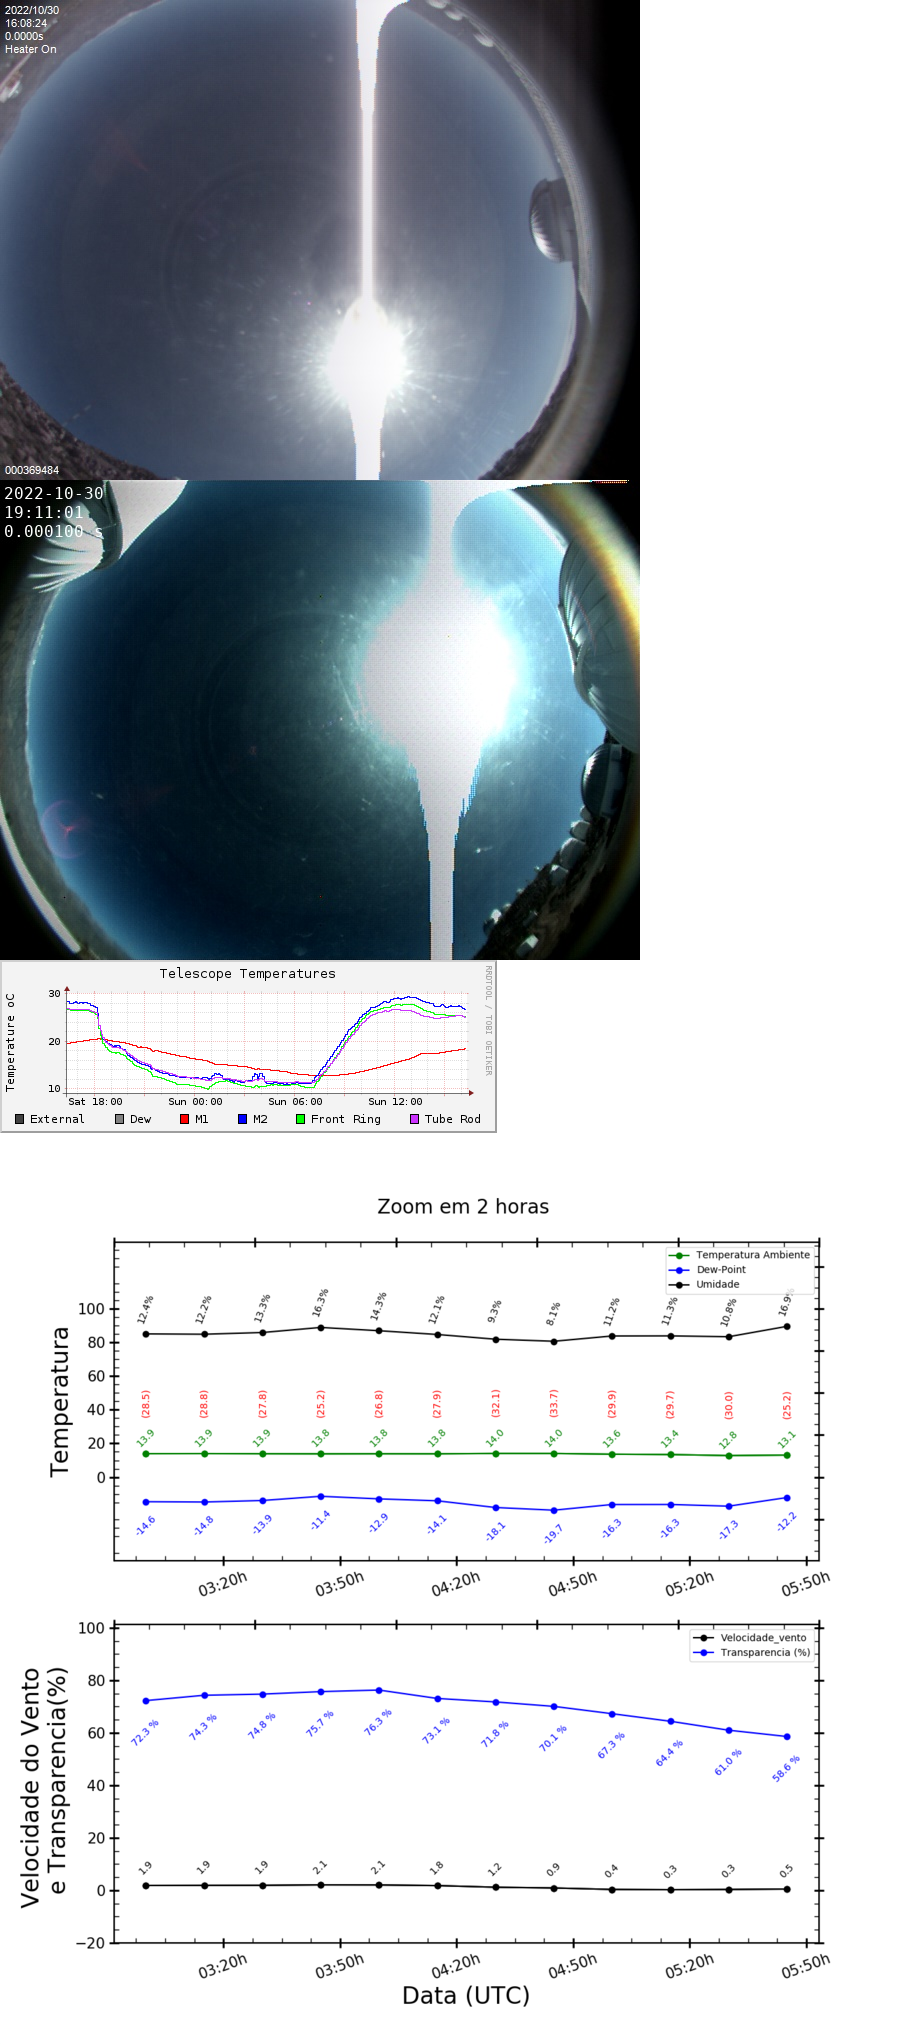 2022/10/30
16:08:24
0.0000s
Heater On
000369484
2022-10-30
19:11:01
0.000100 s
Telescope Temperatures
RRDTOOL / TOBI OETIKER
Temperature oC
30
20
10
Sat 18:00 Sun 00:00 Sun 06:00 Sun 12:00
External Dew M1 M2 Front Ring Tube Rod
Zoom em 2 horas
Temperatura Ambiente
Dew-Point
Umidade
Temperatura
100
80
60
40
20
0
12.4% 12.2% 13.3% 16.3% 14.3% 12.1% 9.3% 8.1% 11.2% 11.3% 10.8% 16.9%
(28.5) (28.8) (27.8) (25.2) (26.8) (27.9) (32.1) (33.7) (29.9) (29.7) (30.0) (25.2)
13.9 13.9 13.9 13.8 13.8 13.8 14.0 14.0 13.6 13.4 12.8 13.1
-14.6 -14.8 -13.9 -11.4 -12.9 -14.1 -18.1 -19.7 -16.3 -16.3 -17.3 -12.2
03:20h 03:50h 04:20h 04:50h 05:20h 05:50h
Velocidade_vento
Transparencia (%)
Velocidade do Vento
e Transparencia(%)
100
80
60
40
20
0
−20
72.3 % 74.3 % 74.8 % 75.7 % 76.3 % 73.1 % 71.8 % 70.1 % 67.3 % 64.4 % 61.0 % 58.6 %
1.9 1.9 1.9 2.1 2.1 1.8 1.2 0.9 0.4 0.3 0.3 0.5
03:20h 03:50h 04:20h 04:50h 05:20h 05:50h
Data (UTC)